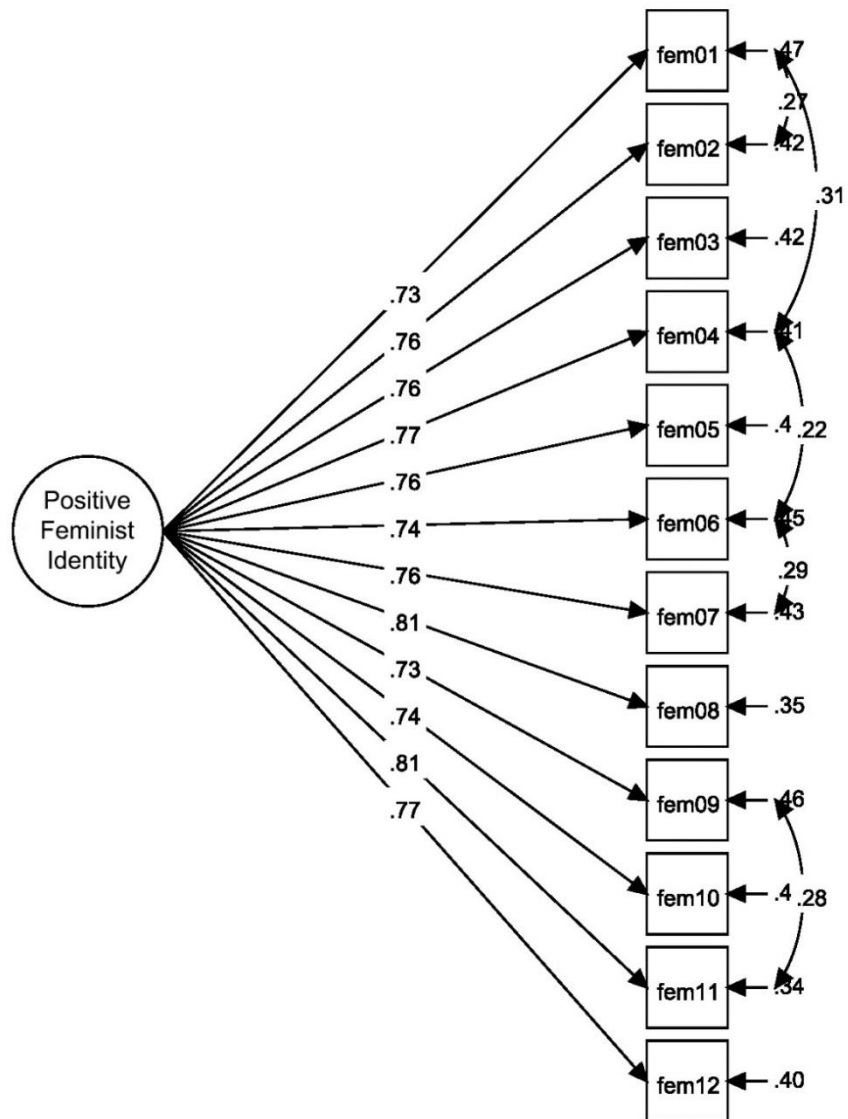 fem01
.47
.27
fem02
.42
.31
fem03
.42
.73
.76
fem04
.41
.76
.77
fem05
.4
.22
.76
Positive
Feminist
Identity
.74
fem06
.45
.76
.29
fem07
.43
.81
.73
fem08
.35
.74
.81
fem09
.46
.77
fem10
.4
.28
fem11
.34
fem12
.40